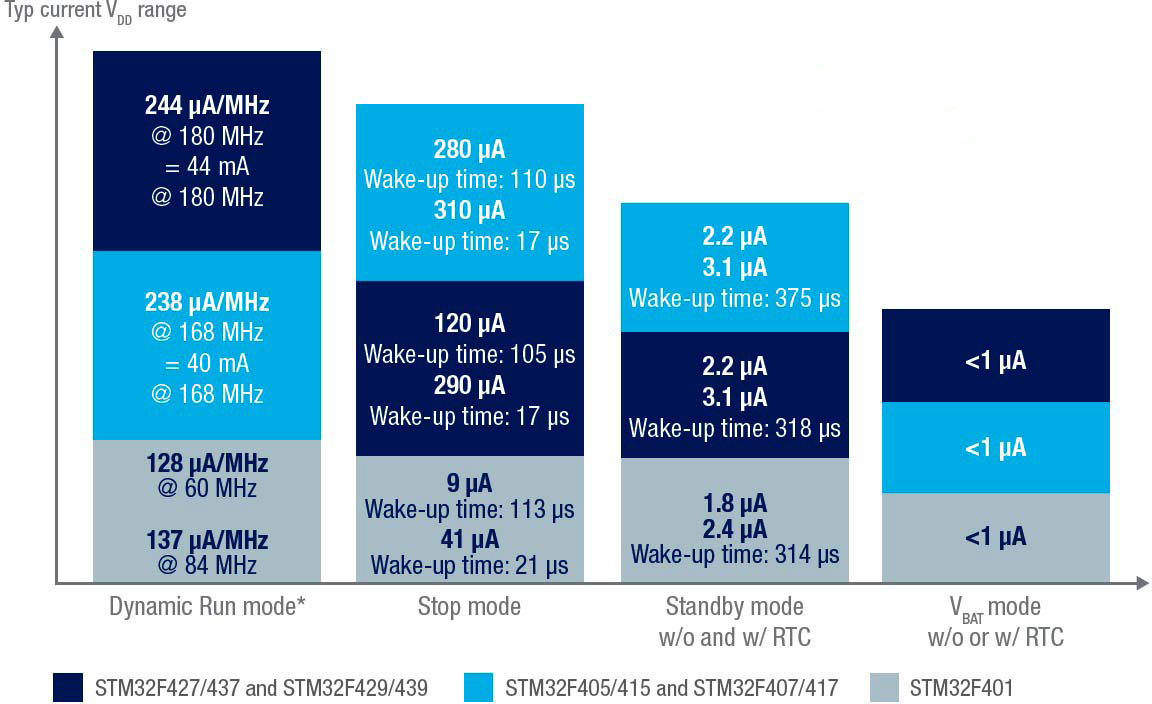 Typ current VDD range
244 µA/MHz
@ 180 MHz
= 44 mA
@ 180 MHz
238 µA/MHz
@ 168 MHz
= 40 mA
@ 168 MHz
128 µA/MHz
@ 60 MHz
137 µA/MHz
@ 84 MHz
280 µA
Wake-up time: 110 µs
310 µA
Wake-up time: 17 µs
120 µA
Wake-up time: 105 µs
290 µA
Wake-up time: 17 µs
9 µA
Wake-up time: 113 µs
41 µA
Wake-up time: 21 µs
2.2 µA
3.1 µA
Wake-up time: 375 µs
2.2 µA
3.1 µA
Wake-up time: 318 µs
1.8 µA
2.4 µA
Wake-up time: 314 µs
<1 µA
<1 µA
<1 µA
Dynamic Run mode*
Stop mode
Standby mode
w/o and w/ RTC
VBAT mode
w/o or w/ RTC
STM32F427/437 and STM32F429/439
STM32F405/415 and STM32F407/417
STM32F401